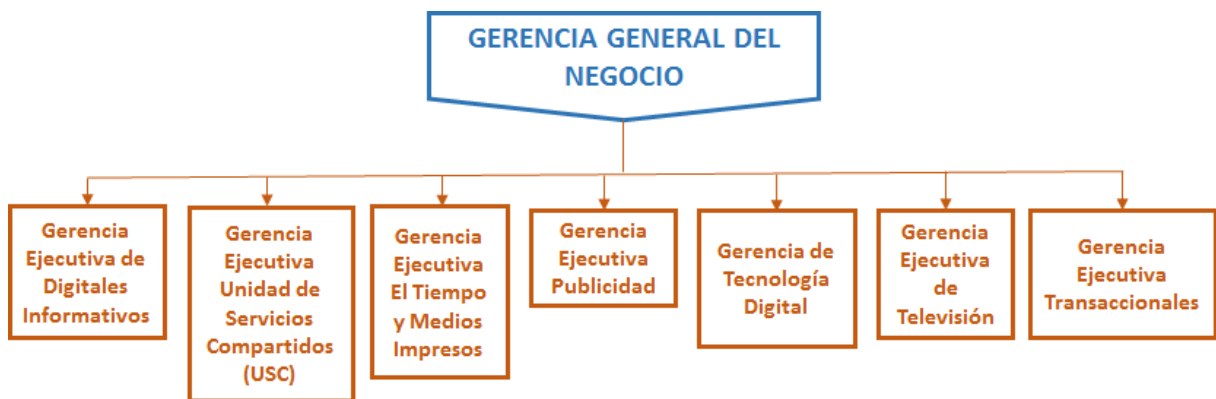 GERENCIA GENERAL DEL
NEGOCIO
Gerencia
Ejecutiva de
Digitales
Informativos
Gerencia
Ejecutiva
Unidad de
Servicios
Compartidos
(USC)
Gerencia
Ejecutiva
El Tiempo
y Medios
Impresos
Gerencia
Ejecutiva
Publicidad
Gerencia de
Tecnología
Digital
Gerencia
Ejecutiva
de
Televisión
Gerencia
Ejecutiva
Transaccionales